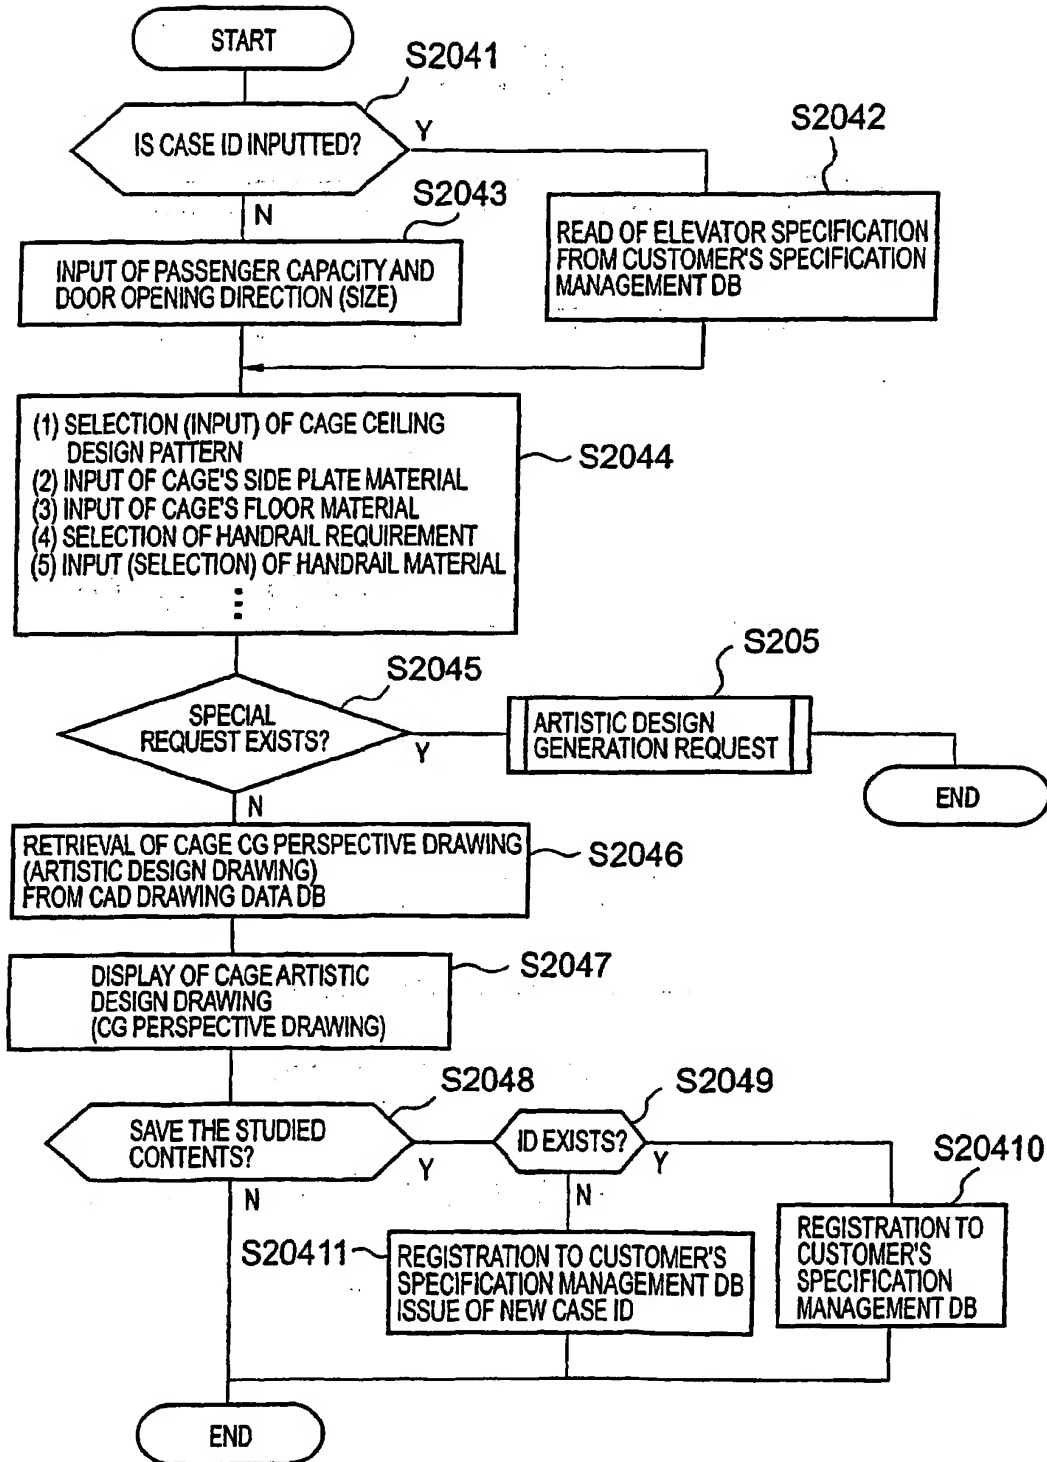 START
S2041
IS CASE ID INPUTTED?
Y
S2042
N
S2043
READ OF ELEVATOR SPECIFICATION
FROM CUSTOMER'S SPECIFICATION
MANAGEMENT DB
INPUT OF PASSENGER CAPACITY AND
DOOR OPENING DIRECTION (SIZE)
(1) SELECTION (INPUT) OF CAGE CEILING
DESIGN PATTERN
(2) INPUT OF CAGE'S SIDE PLATE MATERIAL
(3) INPUT OF CAGE'S FLOOR MATERIAL
(4) SELECTION OF HANDRAIL REQUIREMENT
(5) INPUT (SELECTION) OF HANDRAIL MATERIAL
⋮
S2044
S2045
SPECIAL
REQUEST EXISTS?
Y
S205
ARTISTIC DESIGN
GENERATION REQUEST
END
N
RETRIEVAL OF CAGE CG PERSPECTIVE DRAWING
(ARTISTIC DESIGN DRAWING)
FROM CAD DRAWING DATA DB
S2046
DISPLAY OF CAGE ARTISTIC
DESIGN DRAWING
(CG PERSPECTIVE DRAWING)
S2047
S2048
SAVE THE STUDIED
CONTENTS?
Y
N
S2049
ID EXISTS?
Y
N
S20410
REGISTRATION TO
CUSTOMER'S
SPECIFICATION
MANAGEMENT DB
S20411
REGISTRATION TO CUSTOMER'S
SPECIFICATION MANAGEMENT DB
ISSUE OF NEW CASE ID
END